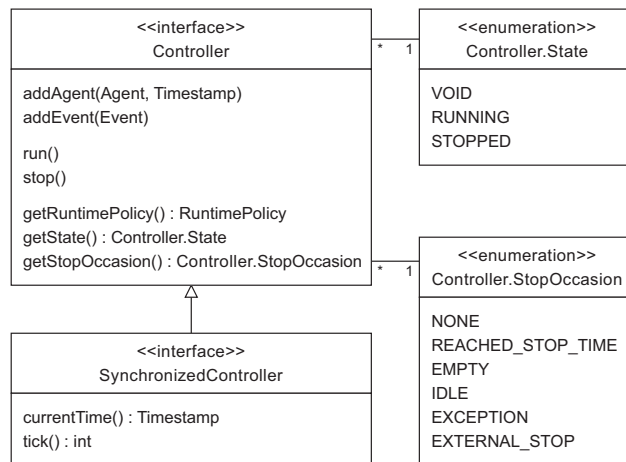 <<interface>>
Controller
addAgent(Agent, Timestamp)
addEvent(Event)
run()
stop()
getRuntimePolicy() : RuntimePolicy
getState() : Controller.State
getStopOccasion() : Controller.StopOccasion
* 1
<<enumeration>>
Controller.State
VOID
RUNNING
STOPPED
* 1
<<enumeration>>
Controller.StopOccasion
NONE
REACHED_STOP_TIME
EMPTY
IDLE
EXCEPTION
EXTERNAL_STOP
<<interface>>
SynchronizedController
currentTime() : Timestamp
tick() : int